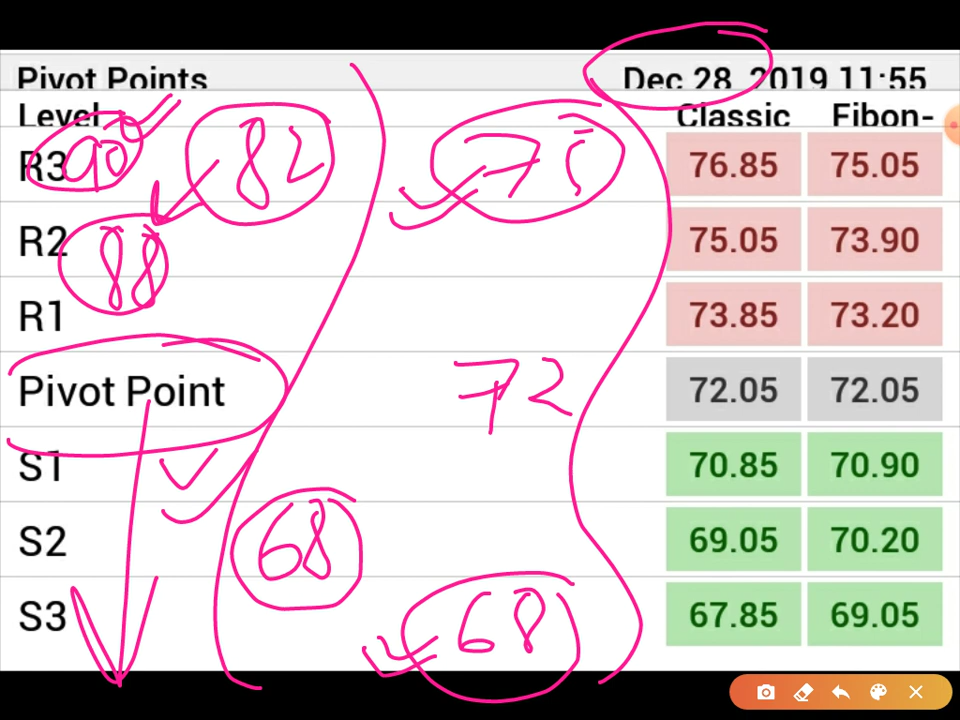 Pivot Points Dec 28, 2019 11:55
Level Classic Fibon-
R3 90 82 75 76.85 75.05
R2 88 75.05 73.90
R1 73.85 73.20
Pivot Point 72 72.05 72.05
S1 70.85 70.90
S2 68 69.05 70.20
S3 68 67.85 69.05